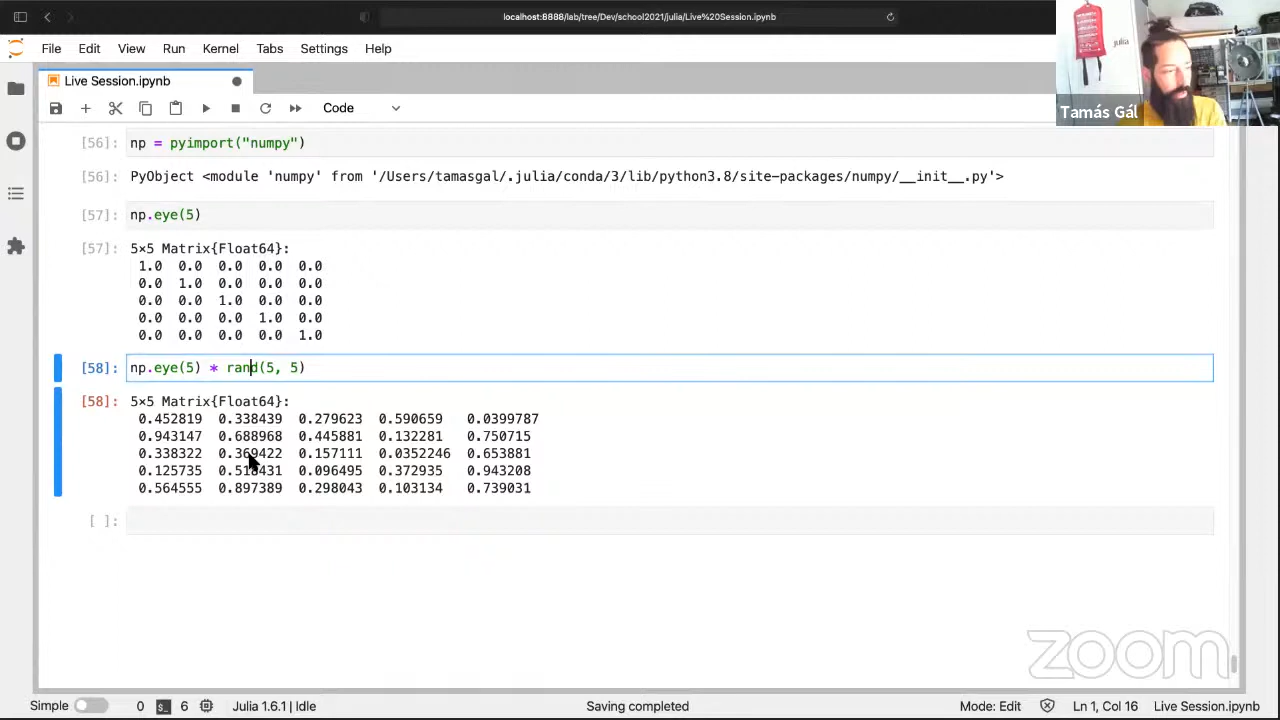 localhost:8888/lab/tree/Dev/school2021/julia/Live%20Session.ipynb
File Edit View Run Kernel Tabs Settings Help
julia
Tamás Gál
Live Session.ipynb
Code
[56]: np = pyimport("numpy")
[56]: PyObject <module 'numpy' from '/Users/tamasgal/.julia/conda/3/lib/python3.8/site-packages/numpy/__init__.py'>
[57]: np.eye(5)
[57]: 5×5 Matrix{Float64}:
1.0 0.0 0.0 0.0 0.0
0.0 1.0 0.0 0.0 0.0
0.0 0.0 1.0 0.0 0.0
0.0 0.0 0.0 1.0 0.0
0.0 0.0 0.0 0.0 1.0
[58]: np.eye(5) * rand(5, 5)
[58]: 5×5 Matrix{Float64}:
0.452819 0.338439 0.279623 0.590659 0.0399787
0.943147 0.688968 0.445881 0.132281 0.750715
0.338322 0.369422 0.157111 0.0352246 0.653881
0.125735 0.096495 0.372935 0.943208
0.564555 0.897389 0.298043 0.103134 0.739031
[ ]:
zoom
Simple 0 6 Julia 1.6.1 | Idle Saving completed Mode: Edit Ln 1, Col 16 Live Session.ipynb